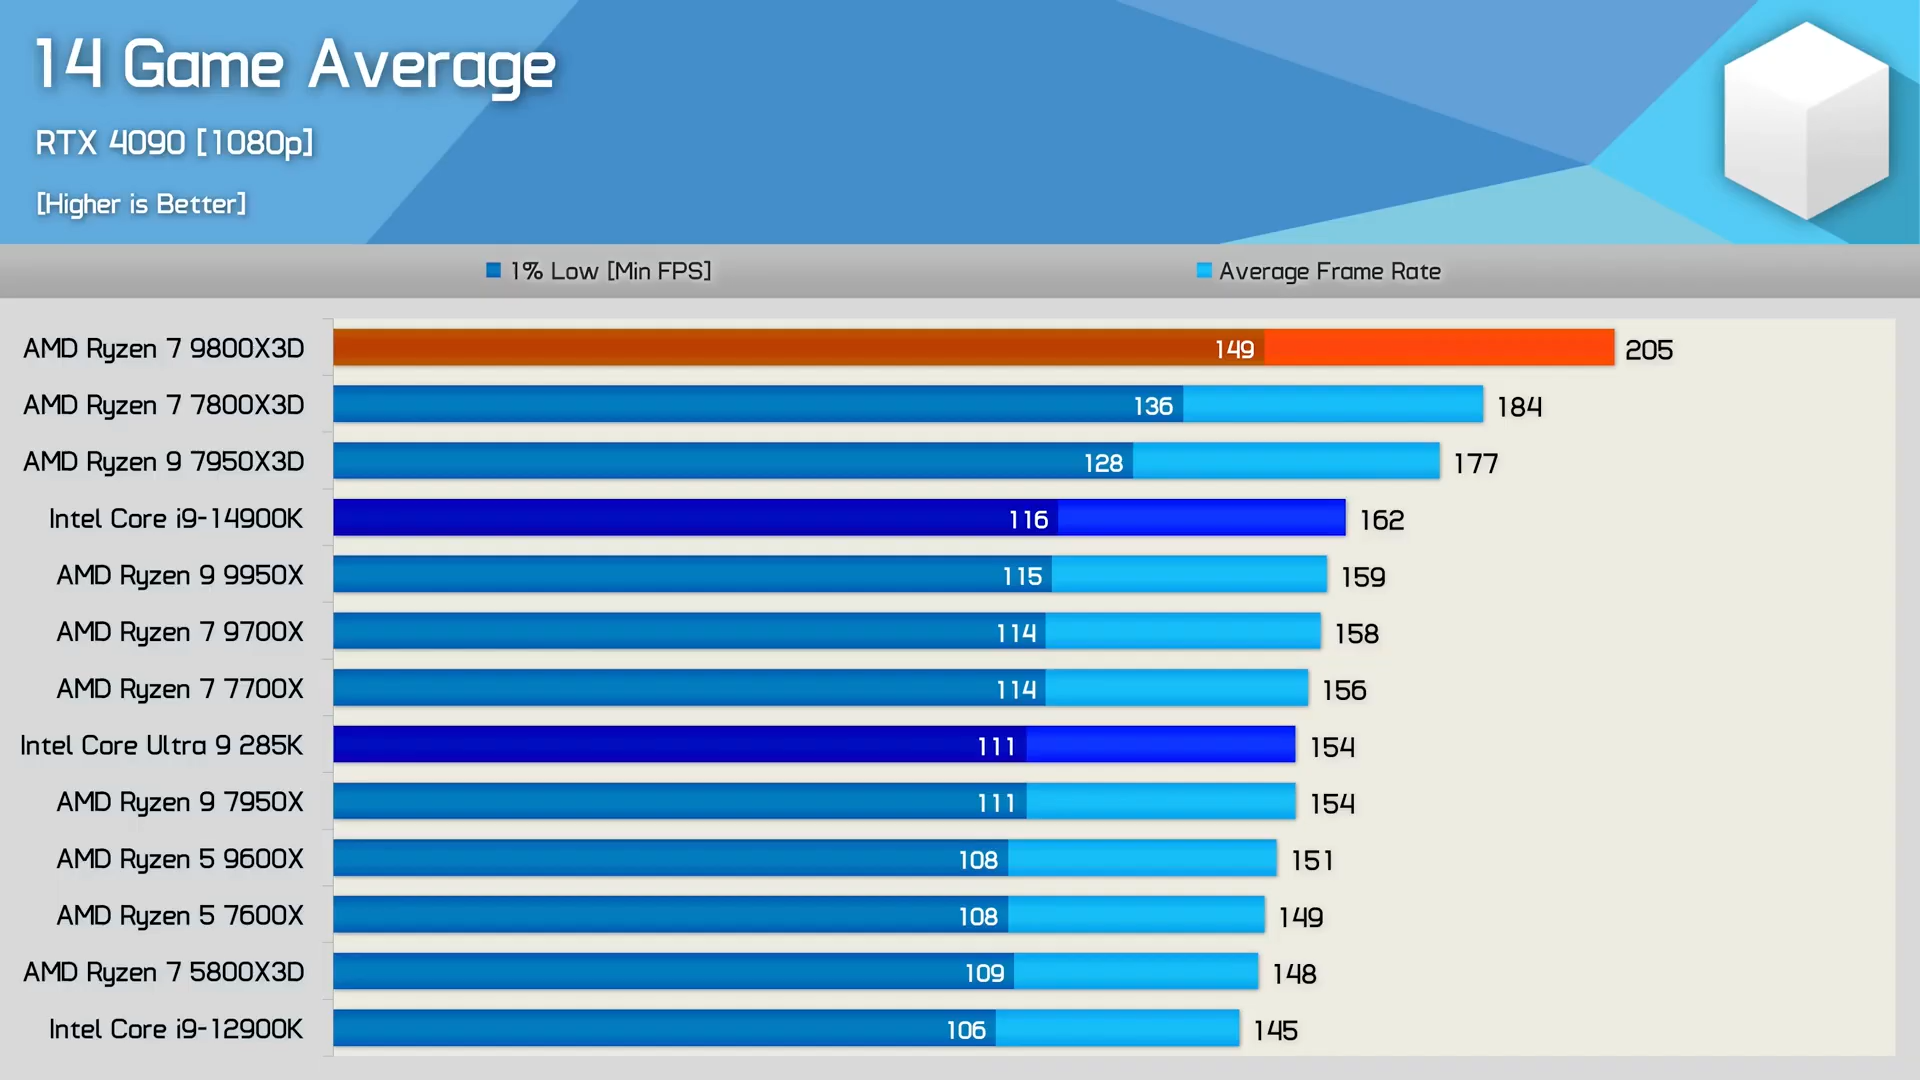 14 Game Average
RTX 4090 [1080p]
[Higher is Better]
1% Low [Min FPS] Average Frame Rate
AMD Ryzen 7 9800X3D 149 205
AMD Ryzen 7 7800X3D 136 184
AMD Ryzen 9 7950X3D 128 177
Intel Core i9-14900K 116 162
AMD Ryzen 9 9950X 115 159
AMD Ryzen 7 9700X 114 158
AMD Ryzen 7 7700X 114 156
Intel Core Ultra 9 285K 111 154
AMD Ryzen 9 7950X 111 154
AMD Ryzen 5 9600X 108 151
AMD Ryzen 5 7600X 108 149
AMD Ryzen 7 5800X3D 109 148
Intel Core i9-12900K 106 145